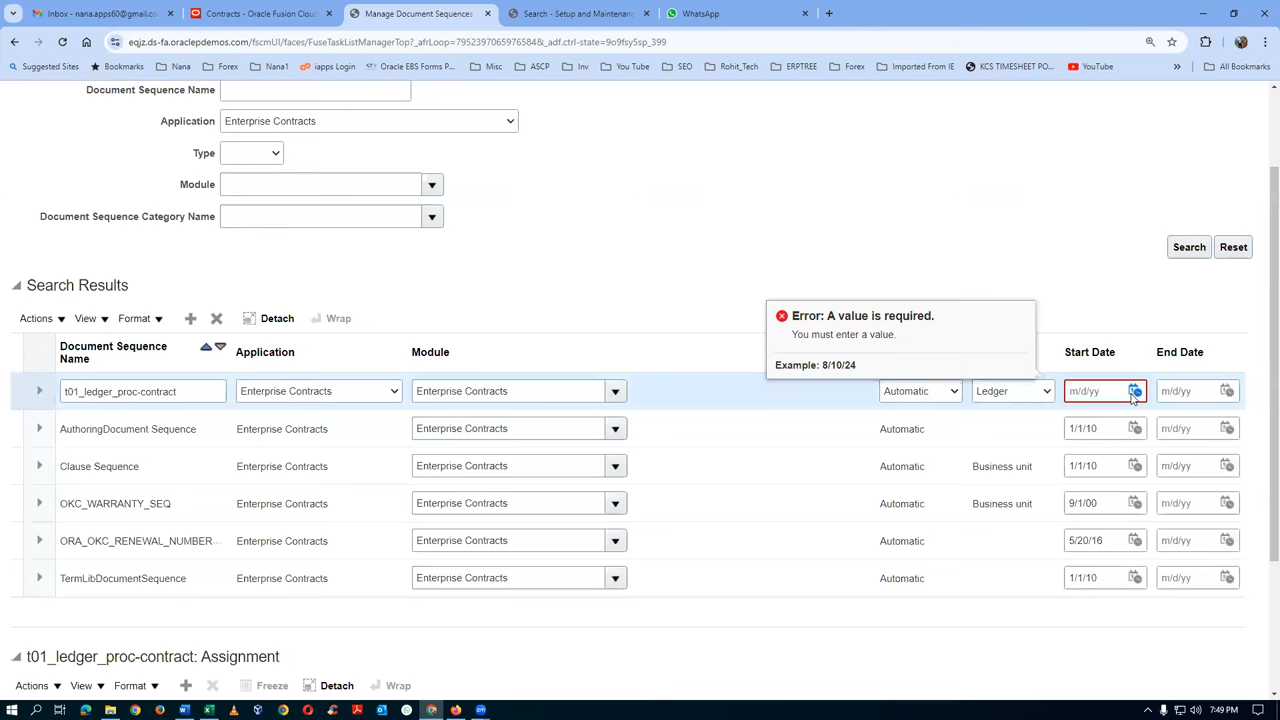 Inbox - nana.apps60@gmail.co
Contracts - Oracle Fusion Cloud
Manage Document Sequences
Search - Setup and Maintenance
WhatsApp
eqjz.ds-fa.oraclepdemos.com/fscmUI/faces/FuseTaskListManagerTop?_afrLoop=79523970659765848&_adf.ctrl-state=9o9fsy5sp_399
Suggested Sites
Bookmarks
Nana
Forex
Nana1
iapps Login
Oracle EBS Forms P...
Misc
ASCP
Inv
You Tube
SEO
Rohit_Tech
ERPTREE
Forex
Imported From IE
KCS TIMESHEET PO...
YouTube
»
All Bookmarks
Document Sequence Name
Application Enterprise Contracts
Type
Module
Document Sequence Category Name
Search Reset
Search Results
Actions View Format Detach Wrap
Error: A value is required.
You must enter a value.
Example: 8/10/24
Document Sequence Name Application Module Start Date End Date
t01_ledger_proc-contract Enterprise Contracts Enterprise Contracts Automatic Ledger m/d/yy m/d/yy
AuthoringDocument Sequence Enterprise Contracts Enterprise Contracts Automatic 1/1/10 m/d/yy
Clause Sequence Enterprise Contracts Enterprise Contracts Automatic Business unit 1/1/10 m/d/yy
OKC_WARRANTY_SEQ Enterprise Contracts Enterprise Contracts Automatic Business unit 9/1/00 m/d/yy
ORA_OKC_RENEWAL_NUMBER... Enterprise Contracts Enterprise Contracts Automatic 5/20/16 m/d/yy
TermLibDocumentSequence Enterprise Contracts Enterprise Contracts Automatic 1/1/10 m/d/yy
t01_ledger_proc-contract: Assignment
Actions View Format Freeze Detach Wrap
7:49 PM